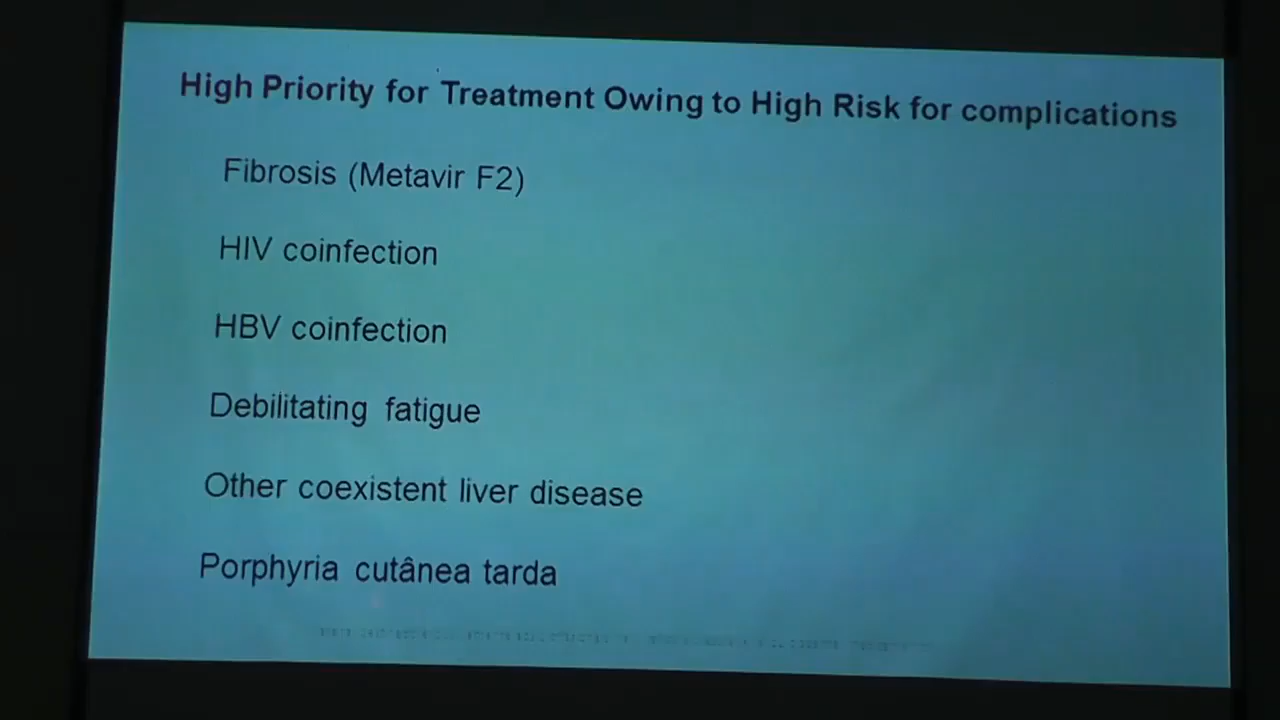 High Priority for Treatment Owing to High Risk for complications
Fibrosis (Metavir F2)
HIV coinfection
HBV coinfection
Debilitating fatigue
Other coexistent liver disease
Porphyria cutânea tarda